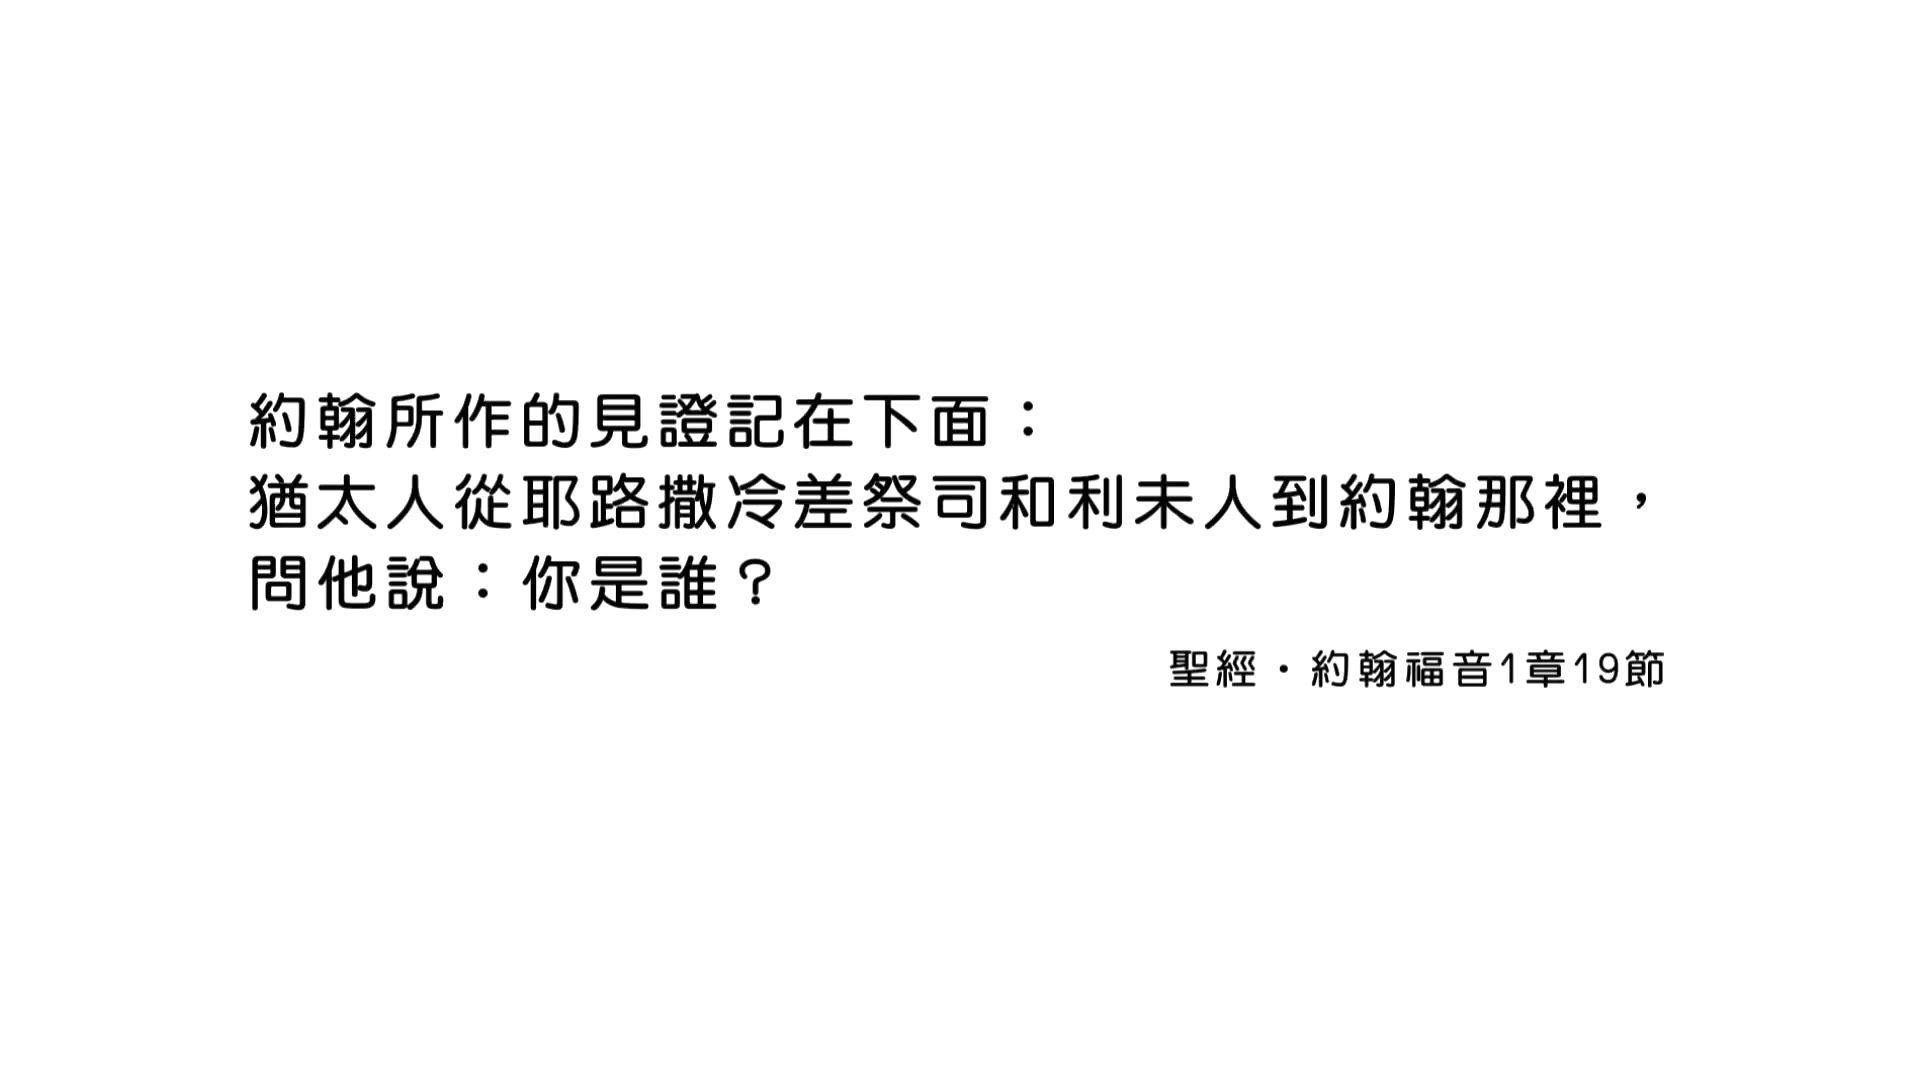 約翰所作的見證記在下面：
猶太人從耶路撒冷差祭司和利未人到約翰那裡，
問他說：你是誰？
聖經・約翰福音1章19節